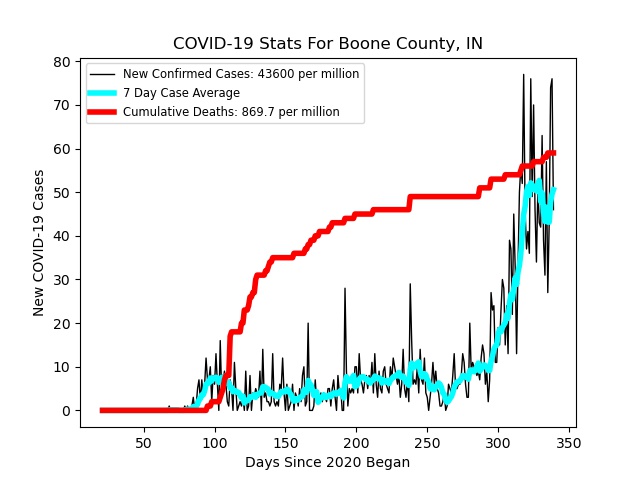 COVID-19 Stats For Boone County, IN
New Confirmed Cases: 43600 per million
7 Day Case Average
Cumulative Deaths: 869.7 per million
New COVID-19 Cases
80
70
60
50
40
30
20
10
0
50 100 150 200 250 300 350
Days Since 2020 Began